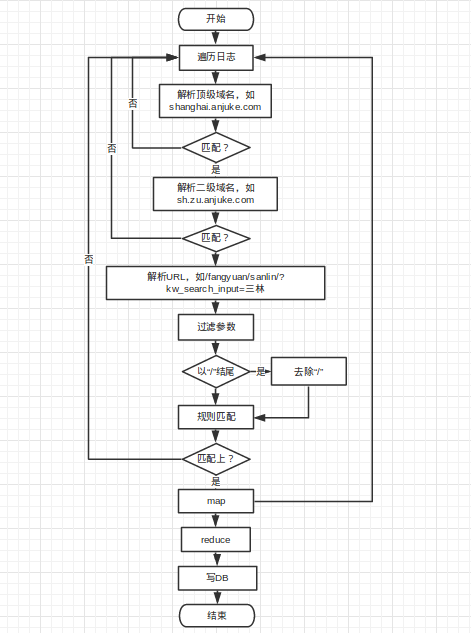 开始
遍历日志
解析顶级域名，如
shanghai.anjuke.com
否
匹配？
否
是
解析二级域名，如
sh.zu.anjuke.com
匹配？
否
解析URL，如/fangyuan/sanlin/?
kw_search_input=三林
过滤参数
以“/”结尾
是
去除“/”
规则匹配
匹配上？
是
map
reduce
写DB
结束